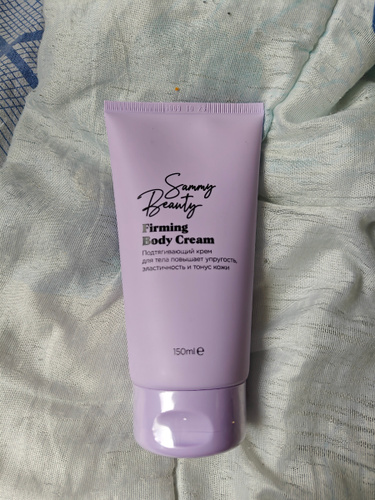 Sammy
Beauty
Firming
Body Cream
Подтягивающий крем
для тела повышает упругость,
эластичность и тонус кожи
150ml ℮